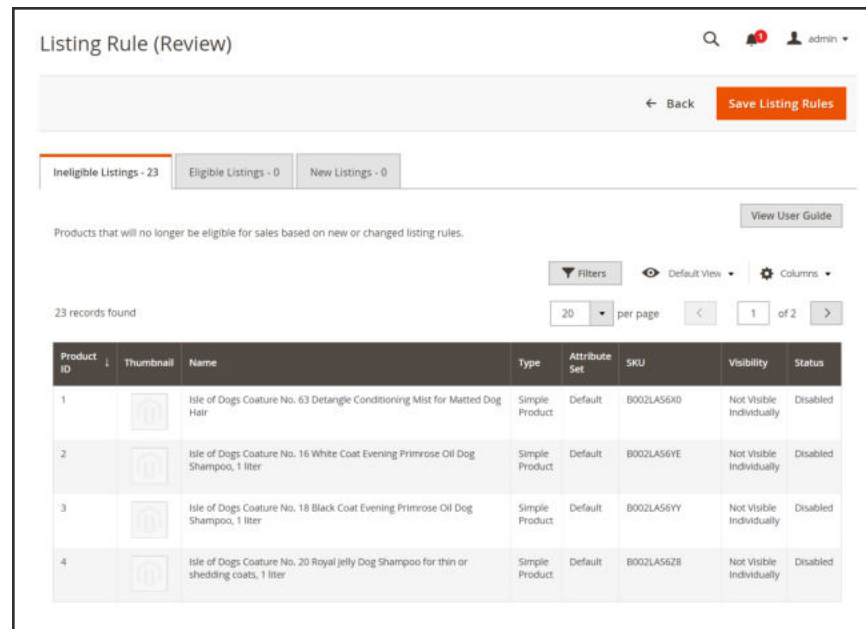 Listing Rule (Review)
1
admin
← Back
Save Listing Rules
Ineligible Listings - 23
Eligible Listings - 0
New Listings - 0
View User Guide
Products that will no longer be eligible for sales based on new or changed listing rules.
Filters
Default View
Columns
23 records found
20
per page
1
of 2
Product ↓ Thumbnail Name Type Attribute SKU Visibility Status
ID Set
1 Isle of Dogs Coature No. 63 Detangle Conditioning Mist for Matted Dog Simple Default B002LAS6X0 Not Visible Disabled
Hair Product Individually
2 Isle of Dogs Coature No. 16 White Coat Evening Primrose Oil Dog Simple Default B002LAS6YE Not Visible Disabled
Shampoo, 1 liter Product Individually
3 Isle of Dogs Coature No. 18 Black Coat Evening Primrose Oil Dog Simple Default B002LAS6YY Not Visible Disabled
Shampoo, 1 liter Product Individually
4 Isle of Dogs Coature No. 20 Royal Jelly Dog Shampoo for thin or Simple Default B002LAS6Z8 Not Visible Disabled
shedding coats, 1 liter Product Individually